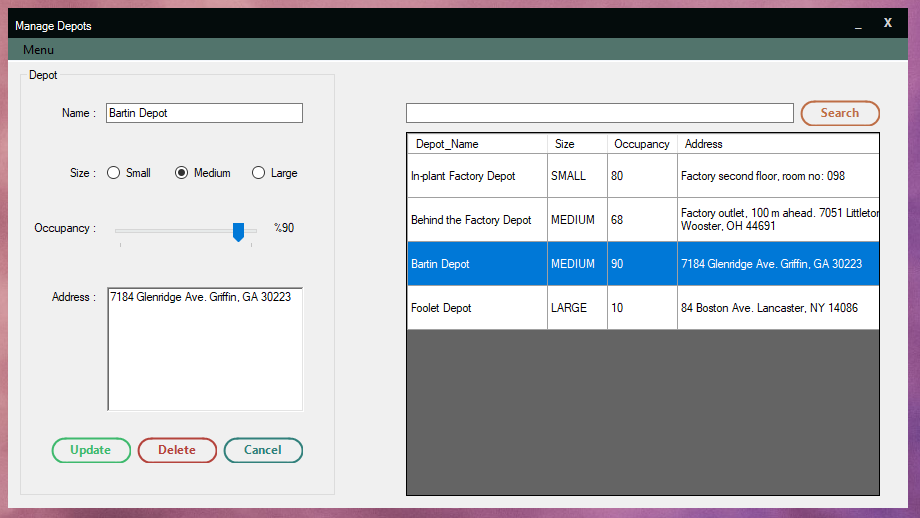 Manage Depots
_ X
Menu
Depot
Name : Bartin Depot
Size : Small Medium Large
Occupancy : %90
Address : 7184 Glenridge Ave. Griffin, GA 30223
Update Delete Cancel
Search
Depot_Name Size Occupancy Address
In-plant Factory Depot SMALL 80 Factory second floor, room no: 098
Behind the Factory Depot MEDIUM 68 Factory outlet, 100 m ahead. 7051 Littleton
Wooster, OH 44691
Bartin Depot MEDIUM 90 7184 Glenridge Ave. Griffin, GA 30223
Foolet Depot LARGE 10 84 Boston Ave. Lancaster, NY 14086